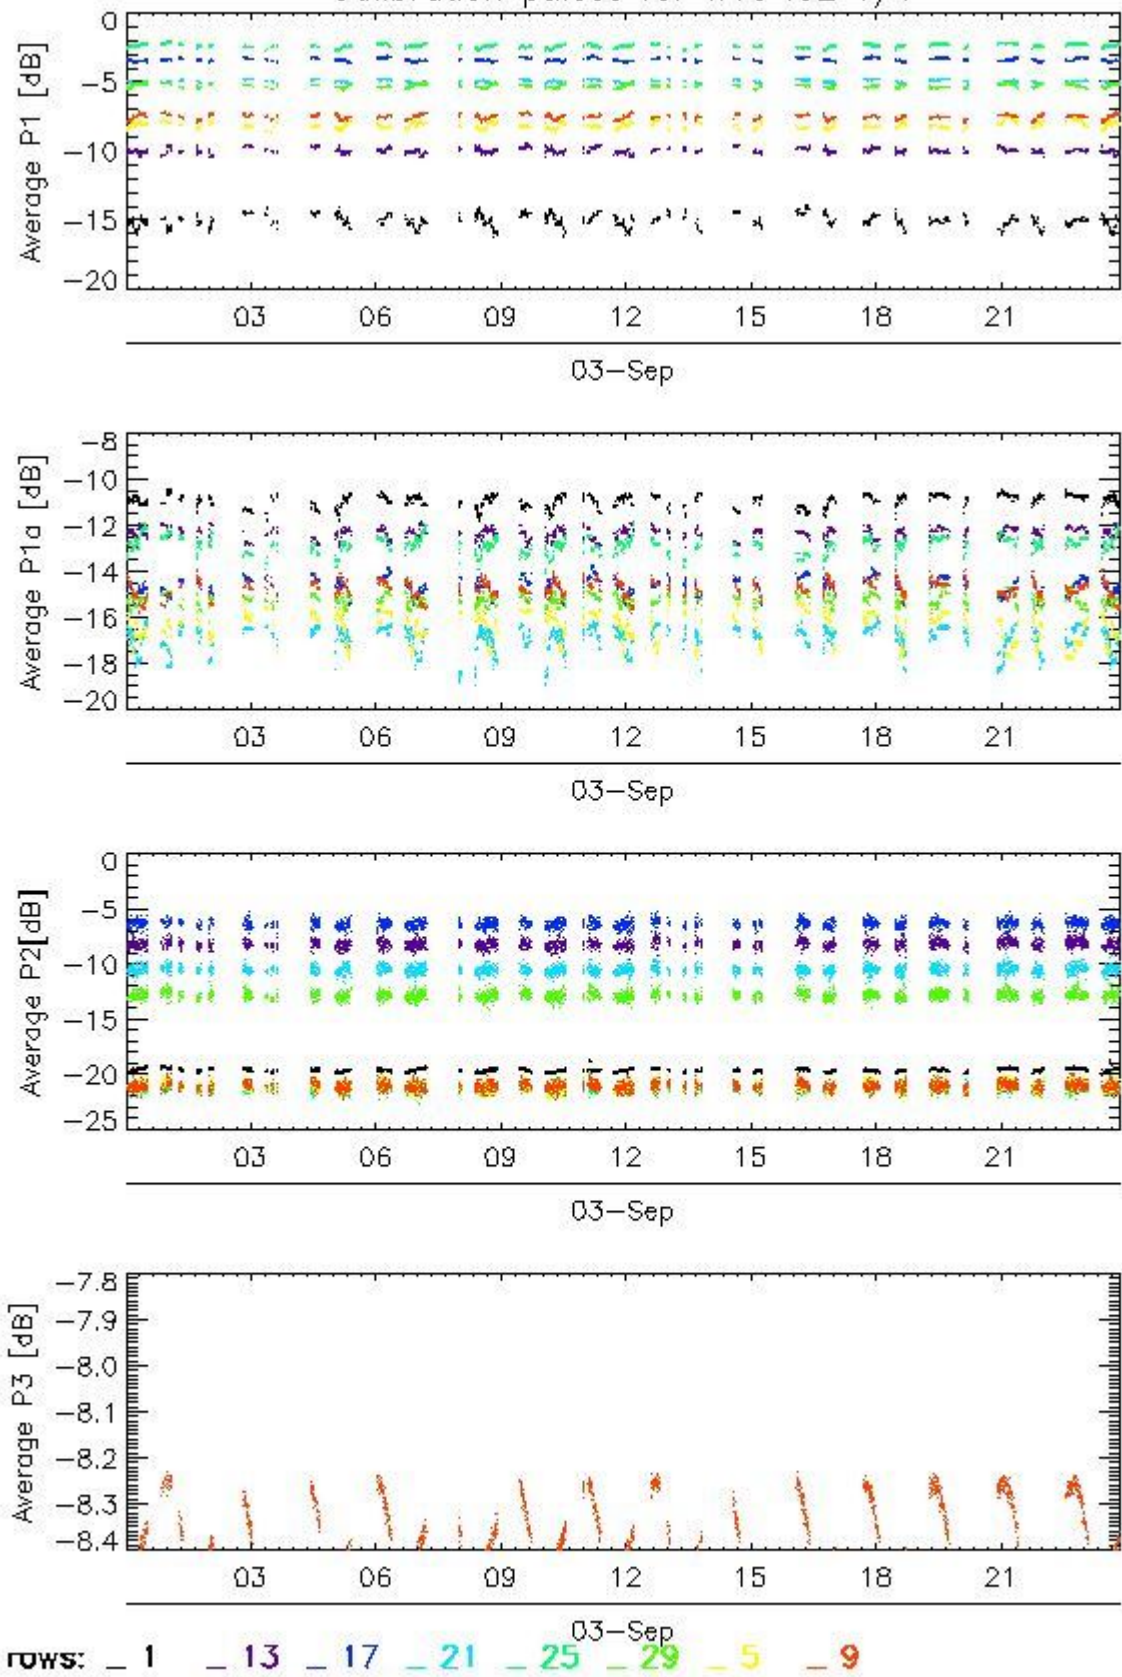 0
-5
-10
-15
-20
Average P1 [dB]
03 06 09 12 15 18 21
03-Sep
-8
-10
-12
-14
-16
-18
-20
Average P1a [dB]
03 06 09 12 15 18 21
03-Sep
0
-5
-10
-15
-20
-25
Average P2[dB]
03 06 09 12 15 18 21
03-Sep
-7.8
-7.9
-8.0
-8.1
-8.2
-8.3
-8.4
Average P3 [dB]
03 06 09 12 15 18 21
03-Sep
rows: _ 1 _ 13 _ 17 _ 21 _ 25 _ 29 _ 5 _ 9